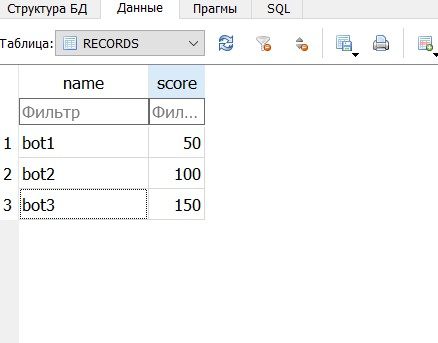 Структура БД Данные Прагмы SQL
Таблица: RECORDS
name score
Фильтр Фил...
1 bot1 50
2 bot2 100
3 bot3 150